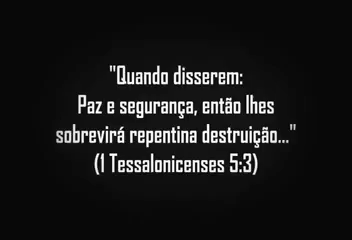 "Quando disserem:
Paz e segurança, então lhes
sobrevirá repentina destruição..."
(1 Tessalonicenses 5:3)